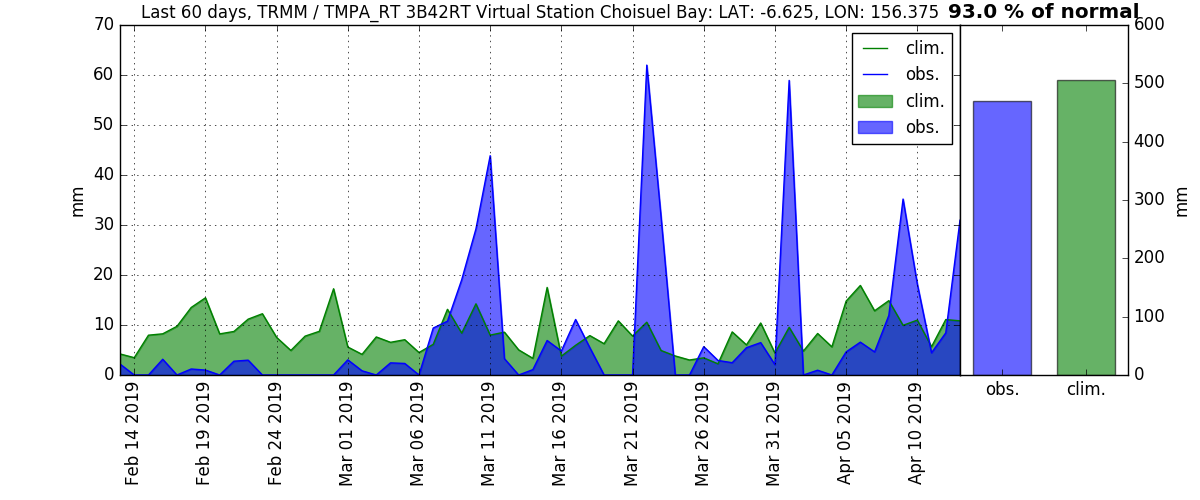 Last 60 days, TRMM / TMPA_RT 3B42RT Virtual Station Choisuel Bay: LAT: -6.625, LON: 156.375 93.0 % of normal
70
60
50
40
30
20
10
0
mm
clim.
obs.
clim.
obs.
600
500
400
300
200
100
0
mm
obs.
clim.
Feb 14 2019
Feb 19 2019
Feb 24 2019
Mar 01 2019
Mar 06 2019
Mar 11 2019
Mar 16 2019
Mar 21 2019
Mar 26 2019
Mar 31 2019
Apr 05 2019
Apr 10 2019